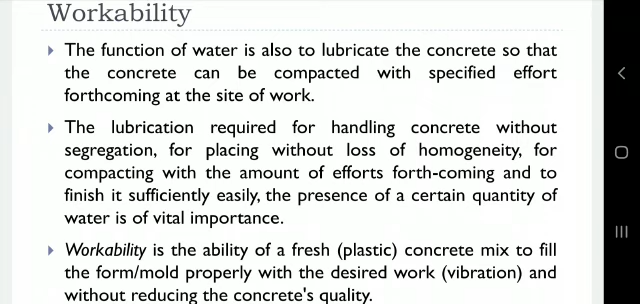 Workability
The function of water is also to lubricate the concrete so that
the concrete can be compacted with specified effort
forthcoming at the site of work.
The lubrication required for handling concrete without
segregation, for placing without loss of homogeneity, for
compacting with the amount of efforts forth-coming and to
finish it sufficiently easily, the presence of a certain quantity of
water is of vital importance.
Workability is the ability of a fresh (plastic) concrete mix to fill
the form/mold properly with the desired work (vibration) and
without reducing the concrete's quality.